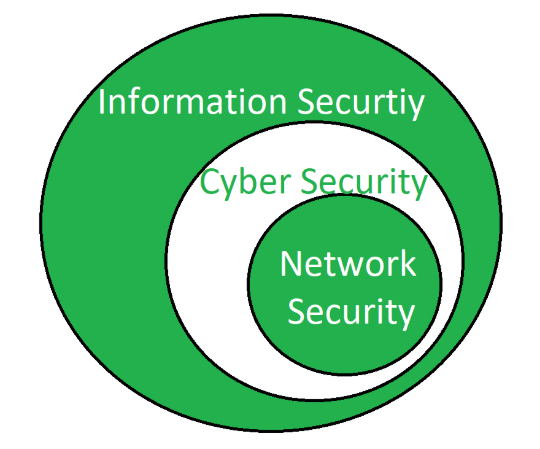 Information Securtiy
Cyber Security
Network
Security